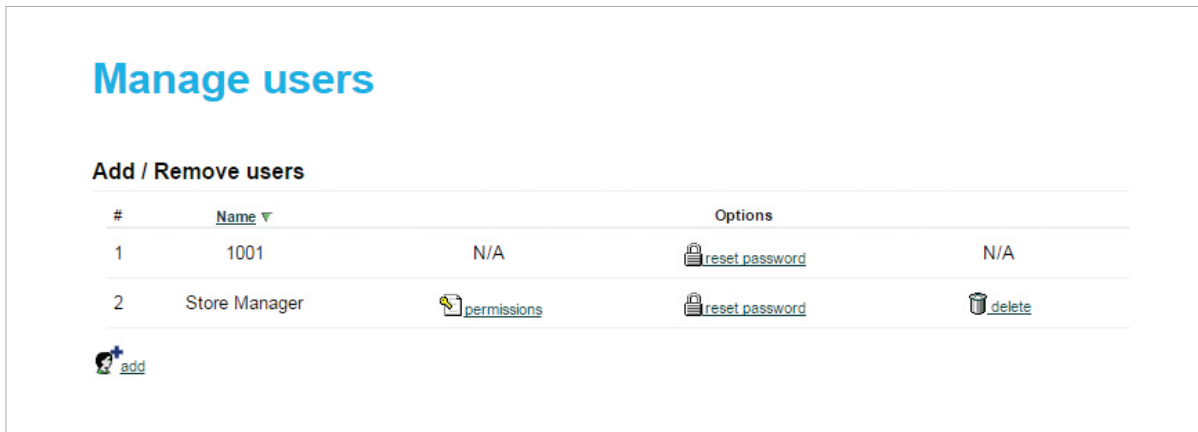 Manage users
Add / Remove users
# Name Options
1 1001 N/A reset password N/A
2 Store Manager permissions reset password delete
add